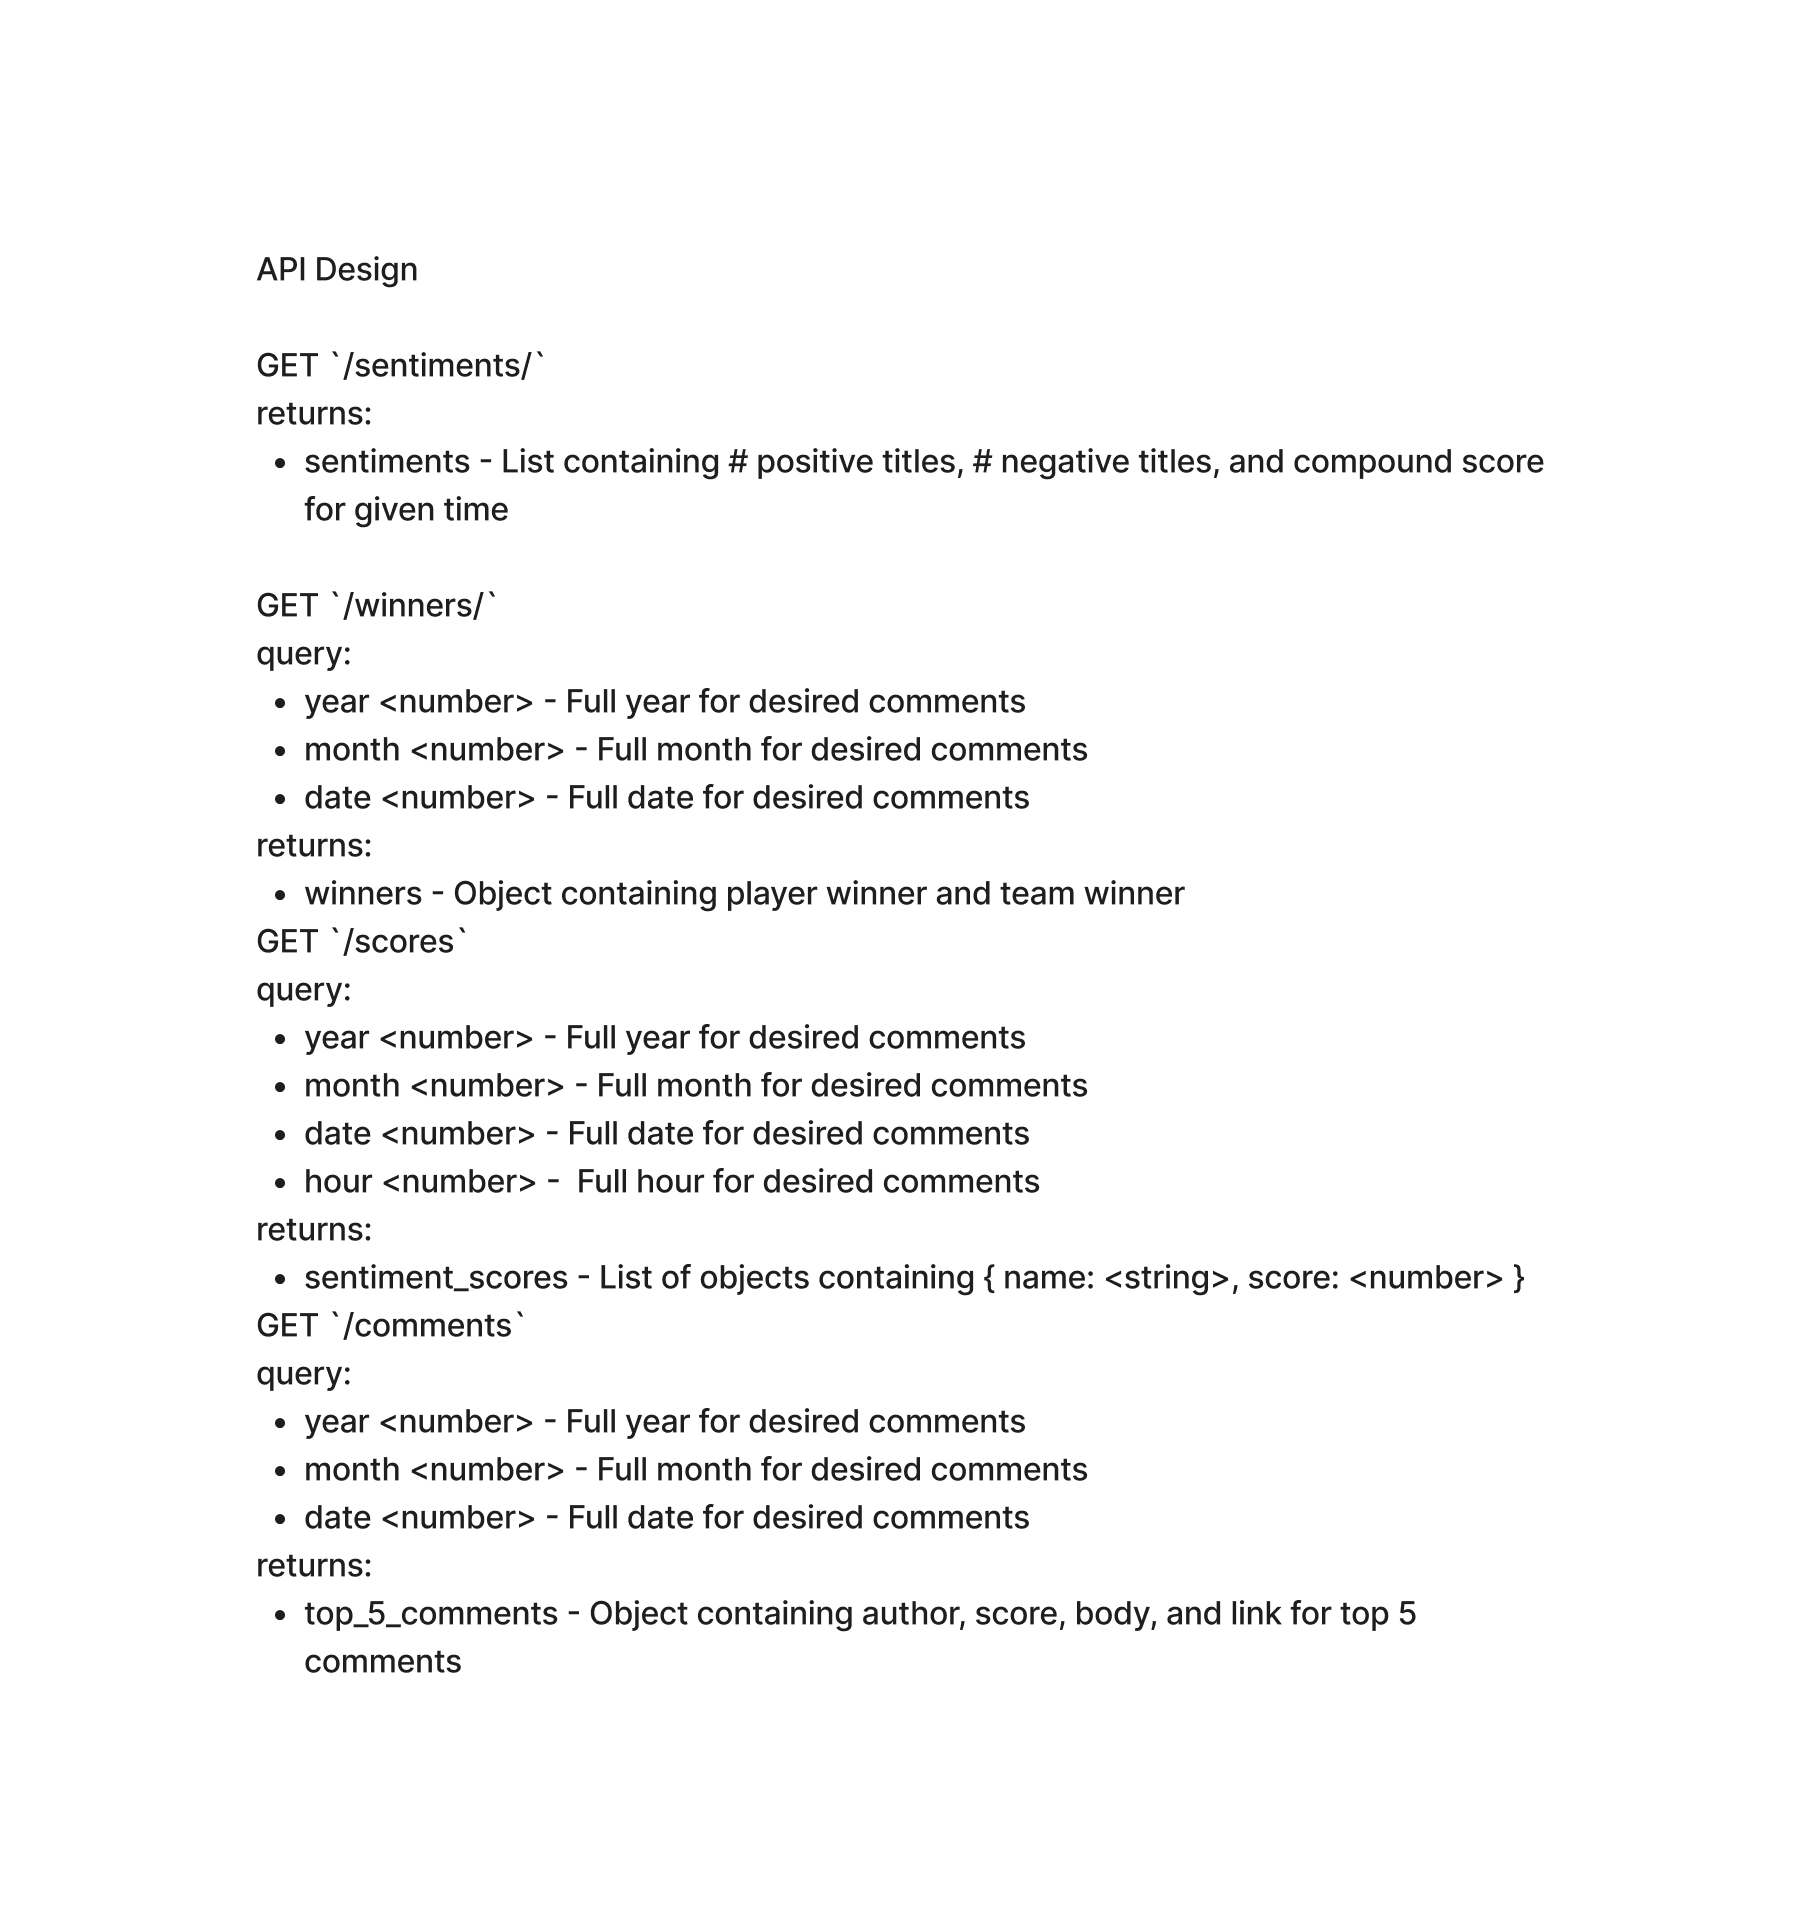 API Design
GET `/sentiments/`
returns:
• sentiments - List containing # positive titles, # negative titles, and compound score
for given time
GET `/winners/`
query:
• year <number> - Full year for desired comments
• month <number> - Full month for desired comments
• date <number> - Full date for desired comments
returns:
• winners - Object containing player winner and team winner
GET `/scores`
query:
• year <number> - Full year for desired comments
• month <number> - Full month for desired comments
• date <number> - Full date for desired comments
• hour <number> -  Full hour for desired comments
returns:
• sentiment_scores - List of objects containing { name: <string>, score: <number> }
GET `/comments`
query:
• year <number> - Full year for desired comments
• month <number> - Full month for desired comments
• date <number> - Full date for desired comments
returns:
• top_5_comments - Object containing author, score, body, and link for top 5
comments